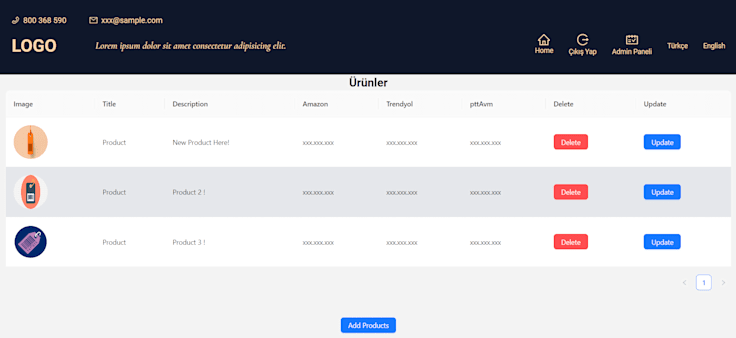 800 368 590 xxx@sample.com
LOGO Lorem ipsum dolor sit amet consectetur adipisicing elit. Home Çıkış Yap Admin Paneli Türkçe English
Ürünler
Image Title Description Amazon Trendyol pttAvm Delete Update
Product New Product Here! xxx.xxx.xxx xxx.xxx.xxx xxx.xxx.xxx Delete Update
Product Product 2 ! xxx.xxx.xxx xxx.xxx.xxx xxx.xxx.xxx Delete Update
Product Product 3 ! xxx.xxx.xxx xxx.xxx.xxx xxx.xxx.xxx Delete Update
1
Add Products